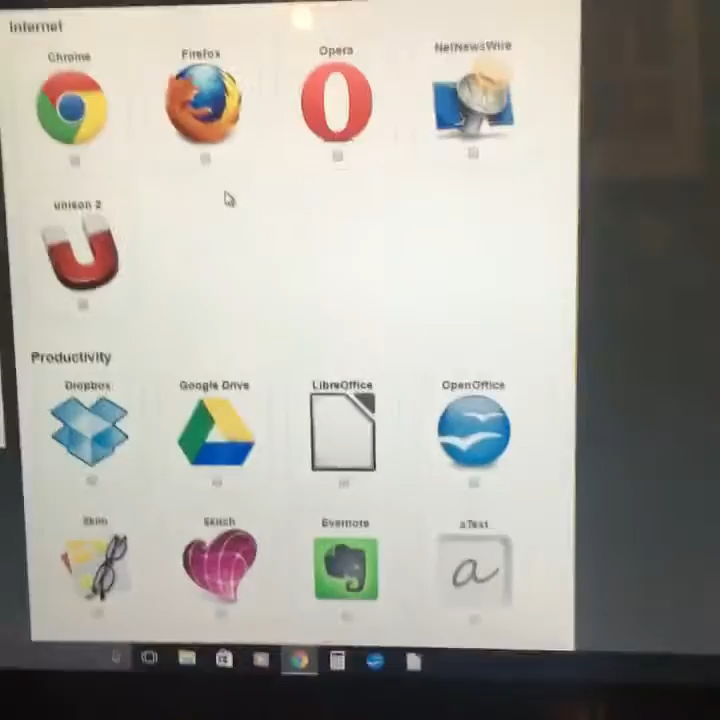 Internet
Chrome Firefox Opera NetNewsWire
unison 2
Productivity
Dropbox Google Drive LibreOffice OpenOffice
Skim Skitch Evernote aText
a